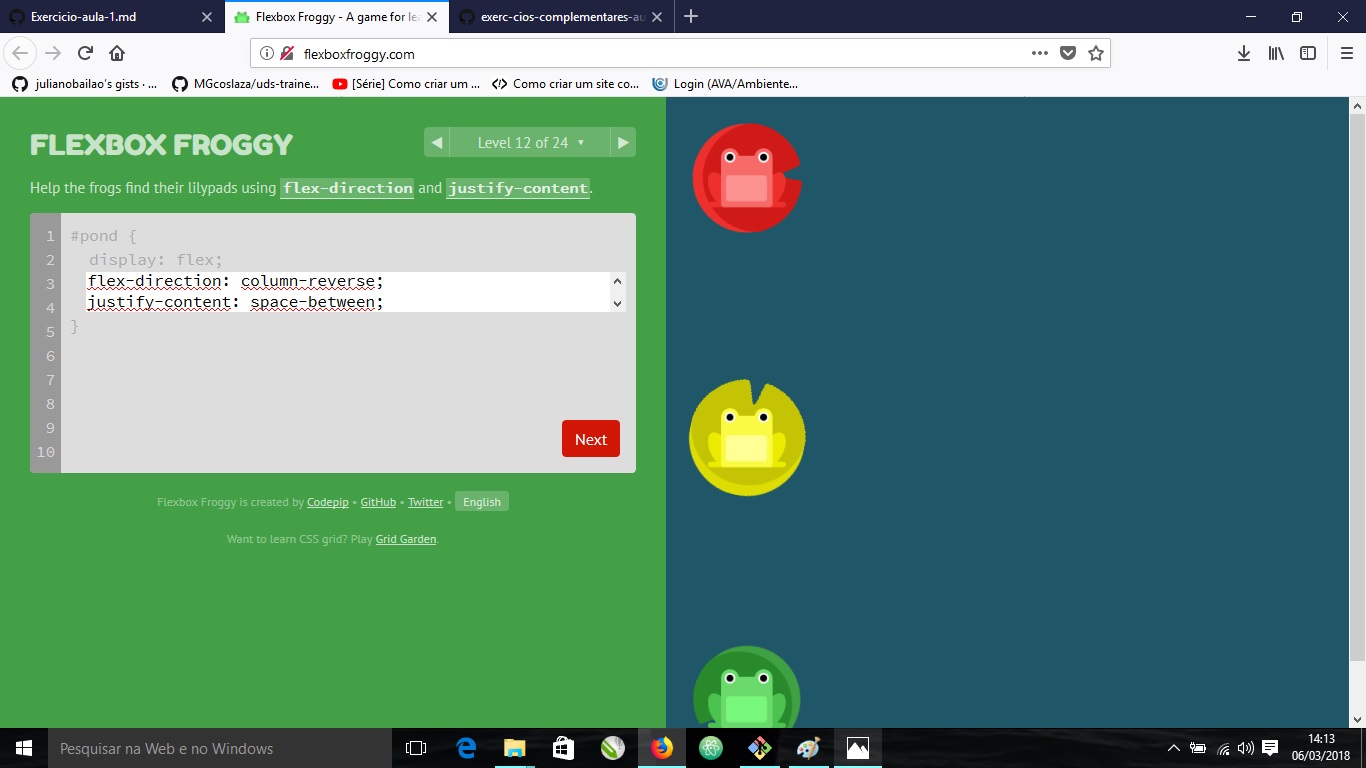 Exercicio-aula-1.md
Flexbox Froggy - A game for lea
exerc-cios-complementares-au
flexboxfroggy.com
julianobailao's gists · ...
MGcoslaza/uds-traine...
[Série] Como criar um ...
Como criar um site co...
Login (AVA/Ambiente...
FLEXBOX FROGGY
Level 12 of 24
Help the frogs find their lilypads using flex-direction and justify-content.
1 #pond {
2 display: flex;
3 flex-direction: column-reverse;
4 justify-content: space-between;
5 }
6
7
8
9
10
Next
Flexbox Froggy is created by Codepip • GitHub • Twitter • English
Want to learn CSS grid? Play Grid Garden.
Pesquisar na Web e no Windows
14:13
06/03/2018